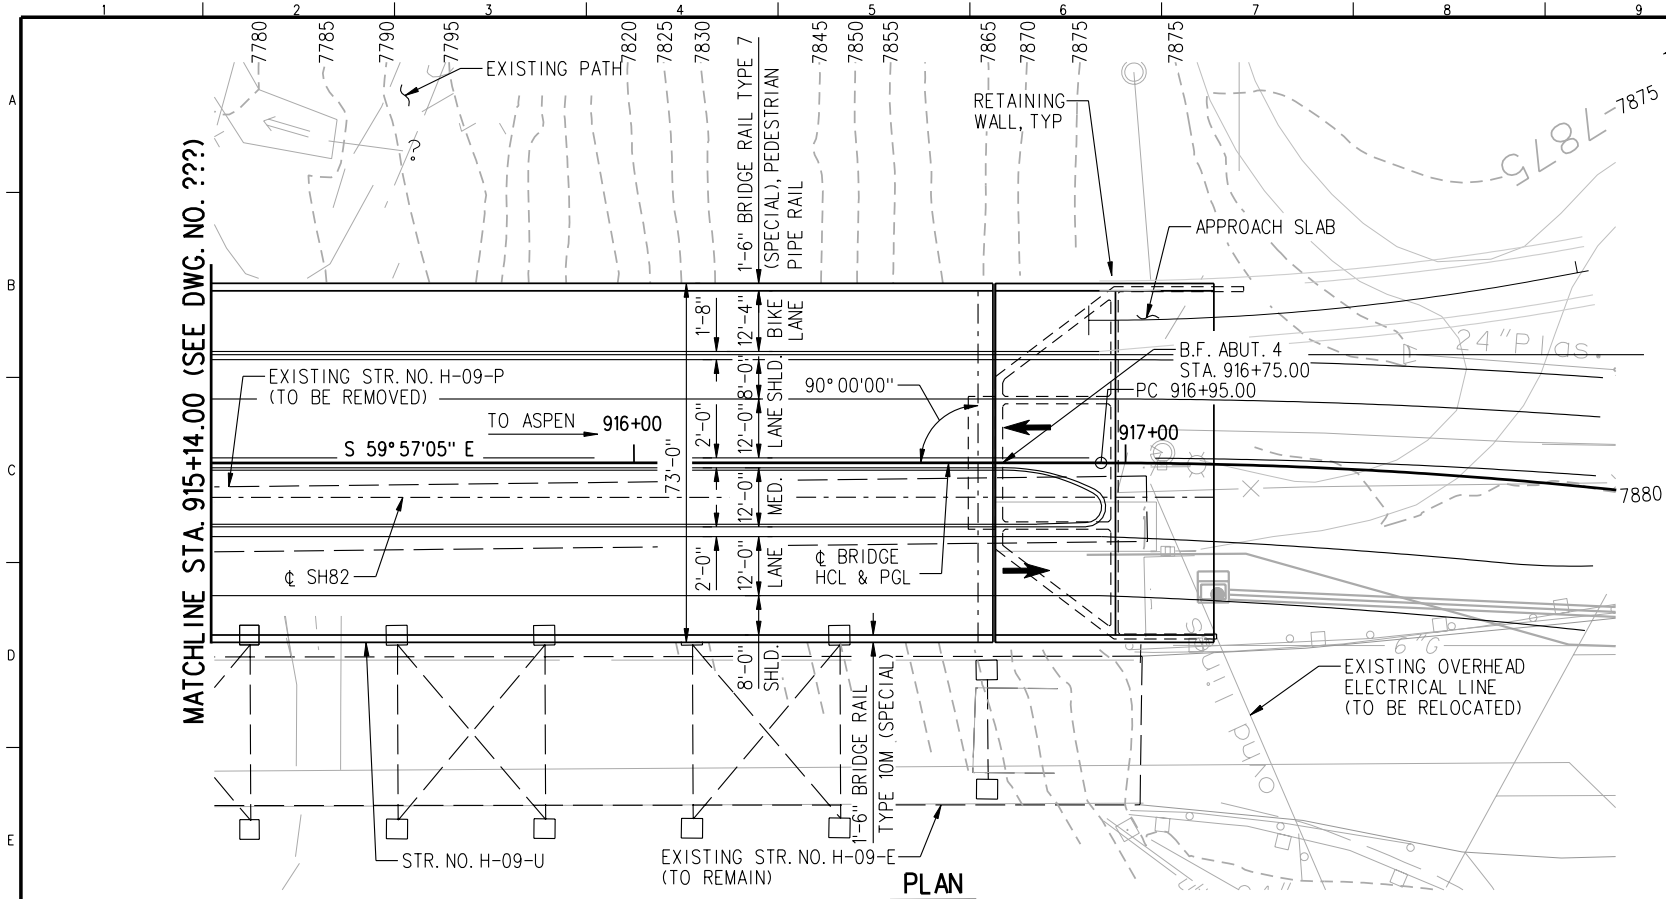 1 2 3 4 5 6 7 8 9
7780 7785 7790 7795 7820 7825 7830 7845 7850 7855 7865 7870 7875 7875
A
B
C
D
E
EXISTING PATH
?
1'-6" BRIDGE RAIL TYPE 7
(SPECIAL), PEDESTRIAN
PIPE RAIL
RETAINING
WALL, TYP
7875
7875
APPROACH SLAB
MATCHLINE STA. 915+14.00 (SEE DWG. NO. ???)
1'-8"
12'-4"
BIKE
LANE
24"Plas.
B.F. ABUT. 4
STA. 916+75.00
PC 916+95.00
EXISTING STR. NO. H-09-P
(TO BE REMOVED)
8'-0"
SHLD.
90°00'00"
TO ASPEN
916+00
2'-0"
12'-0"
LANE
917+00
S 59°57'05" E
73'-0"
12'-0"
MED.
7880
℄ SH82
2'-0"
12'-0"
LANE
℄ BRIDGE
HCL & PGL
8'-0"
SHLD.
1'-6" BRIDGE RAIL
TYPE 10M (SPECIAL)
6"G
EXISTING OVERHEAD
ELECTRICAL LINE
(TO BE RELOCATED)
STR. NO. H-09-U
EXISTING STR. NO. H-09-E
(TO REMAIN)
PLAN